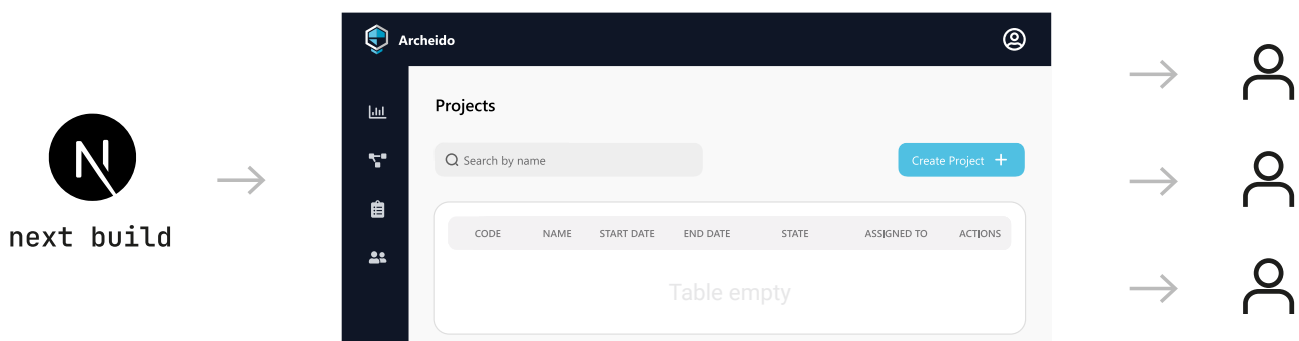 Archeido
Projects
Search by name
Create Project +
CODE NAME START DATE END DATE STATE ASSIGNED TO ACTIONS
Table empty
N
next build